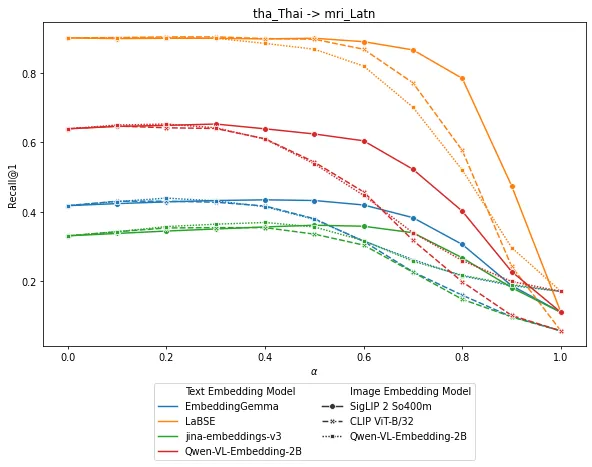 tha_Thai -> mri_Latn
Recall@1
0.8
0.6
0.4
0.2
0.0 0.2 0.4 0.6 0.8 1.0
α
Text Embedding Model Image Embedding Model
EmbeddingGemma SigLIP 2 So400m
LaBSE CLIP ViT-B/32
jina-embeddings-v3 Qwen-VL-Embedding-2B
Qwen-VL-Embedding-2B